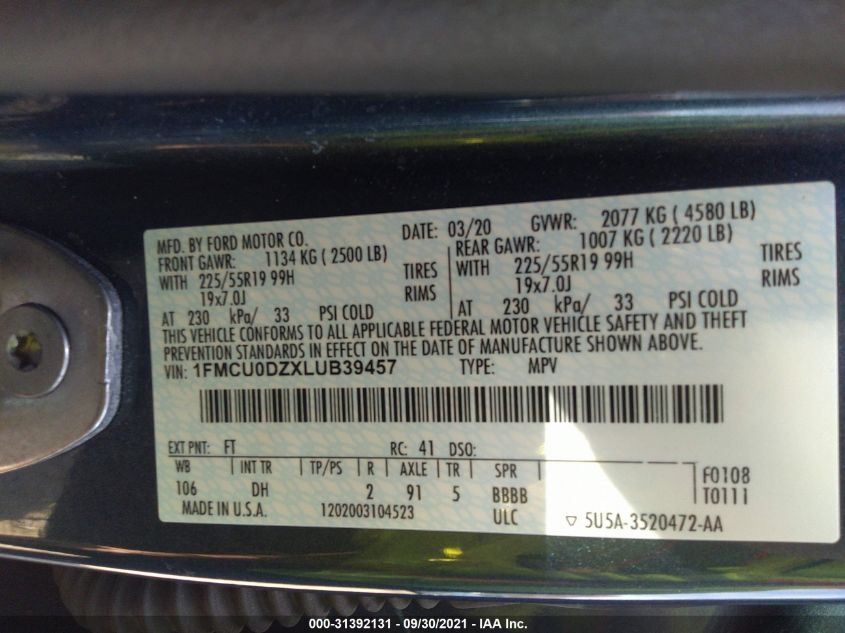 MFD. BY FORD MOTOR CO.
DATE: 03/20 GVWR: 2077 KG ( 4580 LB)
FRONT GAWR: 1134 KG ( 2500 LB)
REAR GAWR: 1007 KG ( 2220 LB)
WITH 225/55R19 99H TIRES
WITH 225/55R19 99H TIRES
19x7.0J RIMS
19x7.0J RIMS
AT 230 kPa/ 33 PSI COLD
AT 230 kPa/ 33 PSI COLD
THIS VEHICLE CONFORMS TO ALL APPLICABLE FEDERAL MOTOR VEHICLE SAFETY AND THEFT
PREVENTION STANDARDS IN EFFECT ON THE DATE OF MANUFACTURE SHOWN ABOVE.
VIN: 1FMCU0DZXLUB39457 TYPE: MPV
EXT PNT: FT RC: 41 DSO:
WB INT TR TP/PS R AXLE TR SPR
106 DH 2 91 5 BBBB
F0108
T0111
MADE IN U.S.A. 1202003104523 ULC 5U5A-3520472-AA
000-31392131 - 09/30/2021 - IAA Inc.